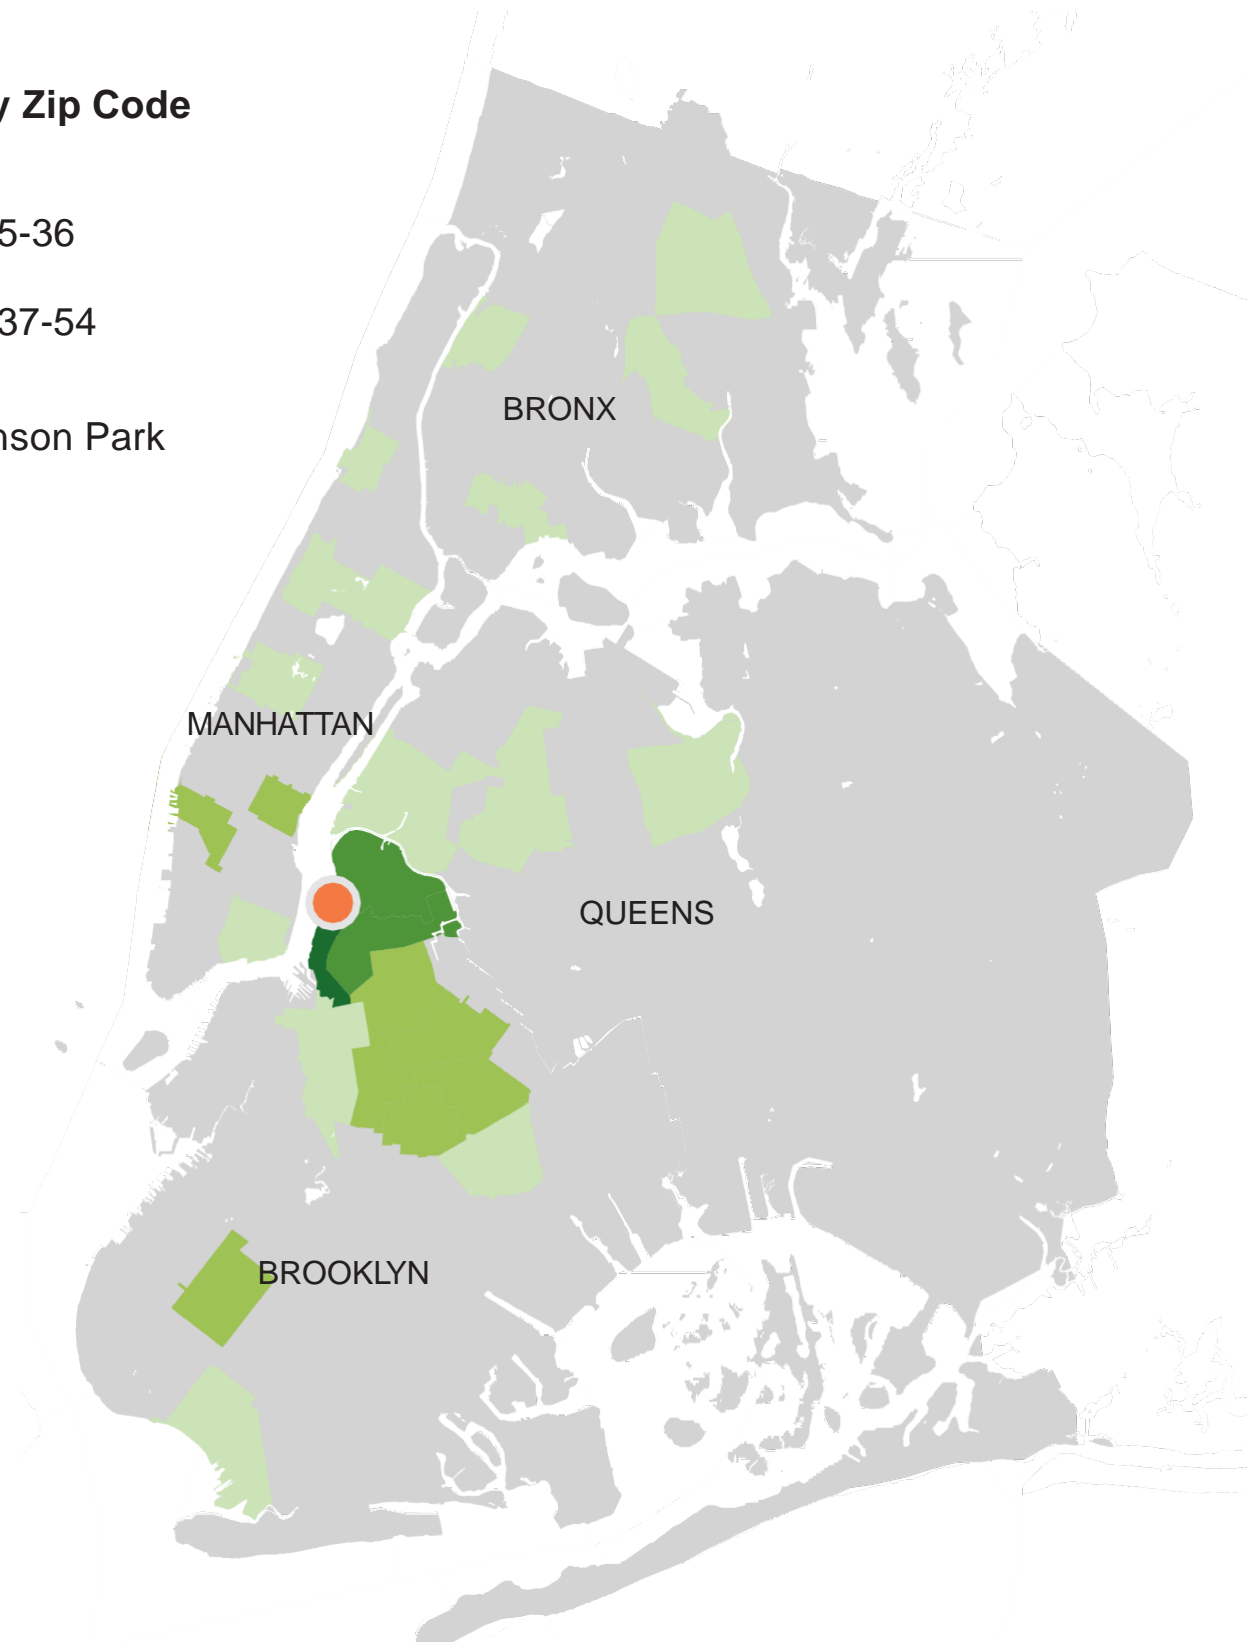 y Zip Code
5-36
37-54
nson Park
BRONX
MANHATTAN
QUEENS
BROOKLYN